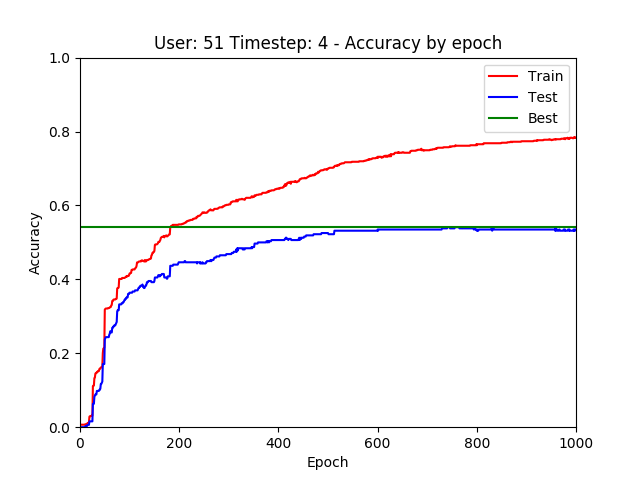 User: 51 Timestep: 4 - Accuracy by epoch
1.0
Train
Test
Best
0.8
0.6
Accuracy
0.4
0.2
0.0
0 200 400 600 800 1000
Epoch